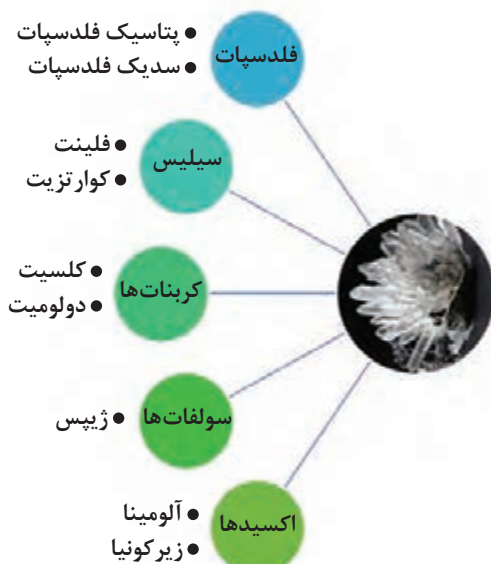 فلدسپات
● پتاسیک فلدسپات
● سدیک فلدسپات
سیلیس
● فلینت
● کوارتزیت
کربنات‌ها
● کلسیت
● دولومیت
سولفات‌ها
● ژیپس
اکسیدها
● آلومینا
● زیرکونیا